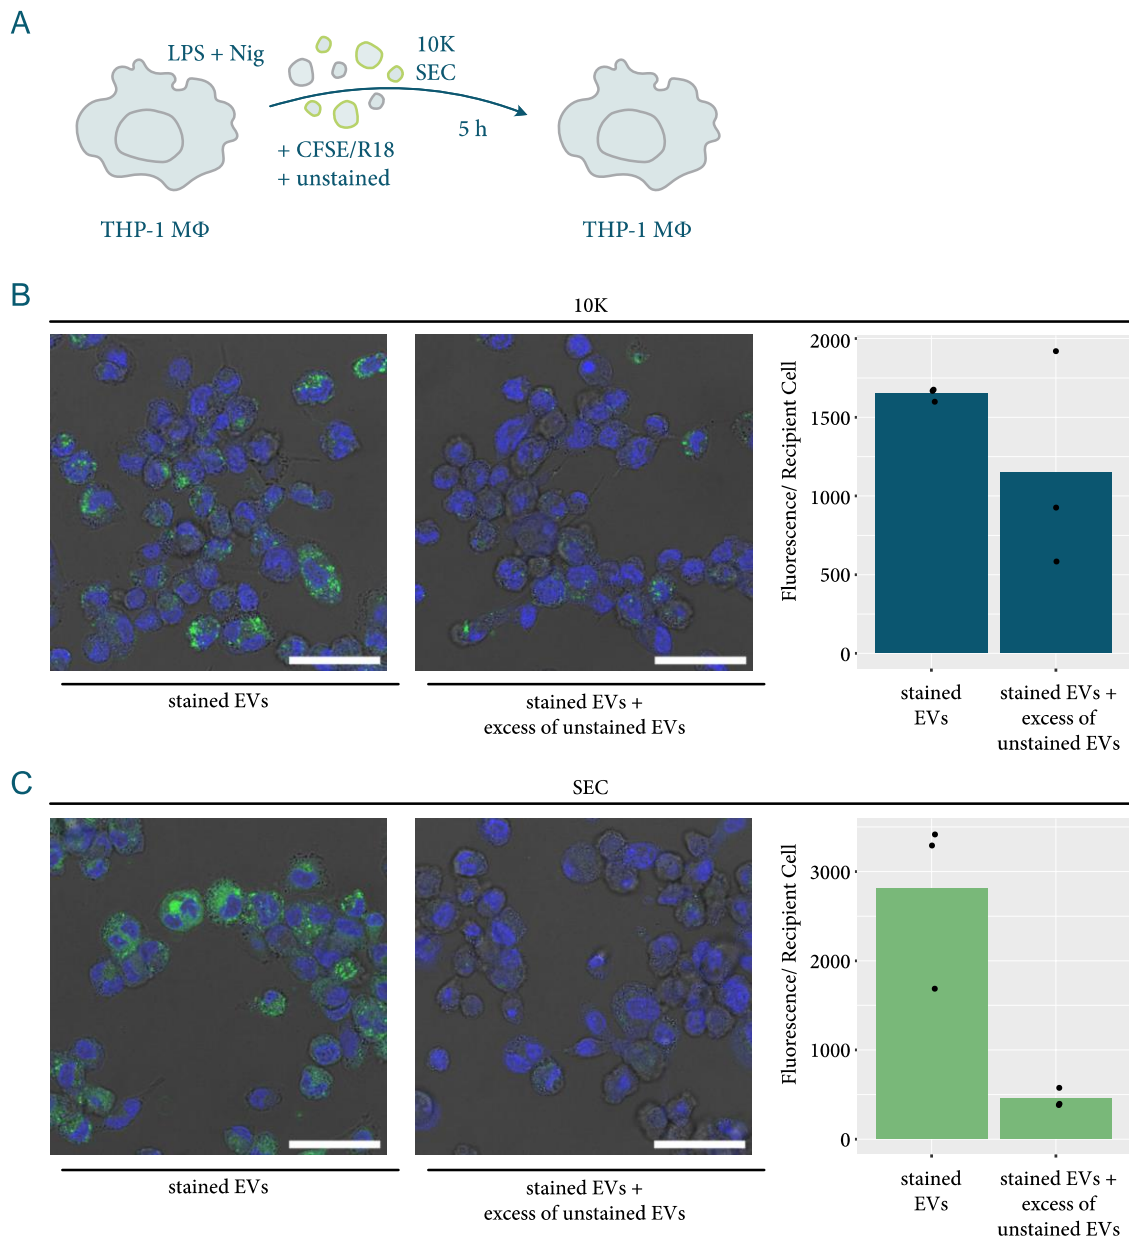 A
LPS + Nig
10K
SEC
5 h
+ CFSE/R18
+ unstained
THP-1 MΦ
THP-1 MΦ
B
10K
stained EVs
stained EVs +
excess of unstained EVs
Fluorescence/ Recipient Cell
2000
1500
1000
500
0
stained
EVs
stained EVs +
excess of
unstained EVs
C
SEC
stained EVs
stained EVs +
excess of unstained EVs
Fluorescence/ Recipient Cell
3000
2000
1000
0
stained
EVs
stained EVs +
excess of
unstained EVs